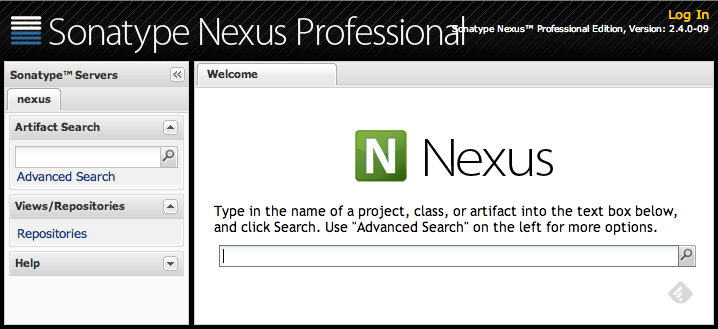 Sonatype Nexus Professional
Log In
Sonatype Nexus™ Professional Edition, Version: 2.4.0-09
Sonatype™ Servers
nexus
Artifact Search
Advanced Search
Views/Repositories
Repositories
Help
Welcome
N Nexus
Type in the name of a project, class, or artifact into the text box below,
and click Search. Use "Advanced Search" on the left for more options.